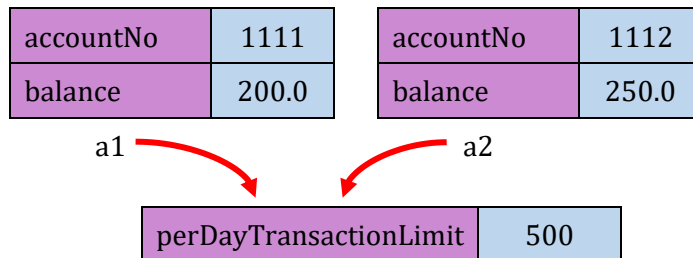 accountNo 1111 accountNo 1112
balance 200.0 balance 250.0
a1 a2
perDayTransactionLimit 500